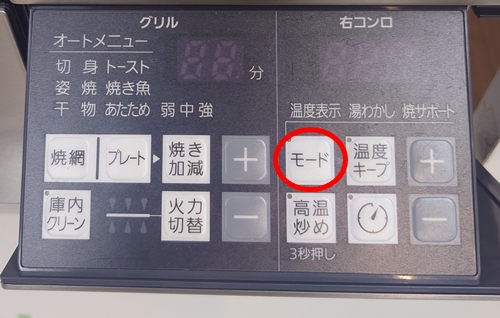 グリル
オートメニュー
切身 トースト
姿焼 焼き魚
干物 あたため 弱 中 強
分
焼網 プレート 焼き加減 +
庫内クリーン 火力切替 −
右コンロ
温度表示 湯わかし 焼サポート
モード 温度キープ +
高温炒め −
3秒押し